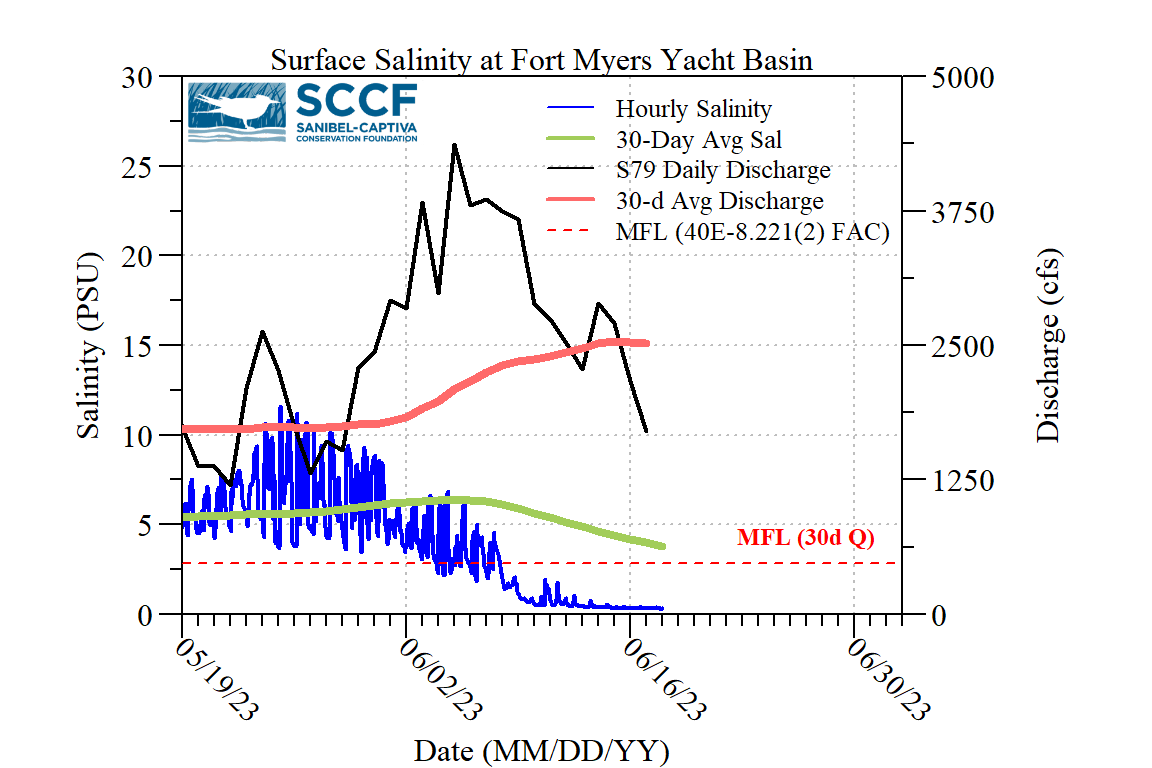 Surface Salinity at Fort Myers Yacht Basin
SCCF
SANIBEL-CAPTIVA
CONSERVATION FOUNDATION
Hourly Salinity
30-Day Avg Sal
S79 Daily Discharge
30-d Avg Discharge
MFL (40E-8.221(2) FAC)
30
25
20
15
10
5
0
Salinity (PSU)
5000
3750
2500
1250
0
Discharge (cfs)
MFL (30d Q)
05/19/23
06/02/23
06/16/23
06/30/23
Date (MM/DD/YY)